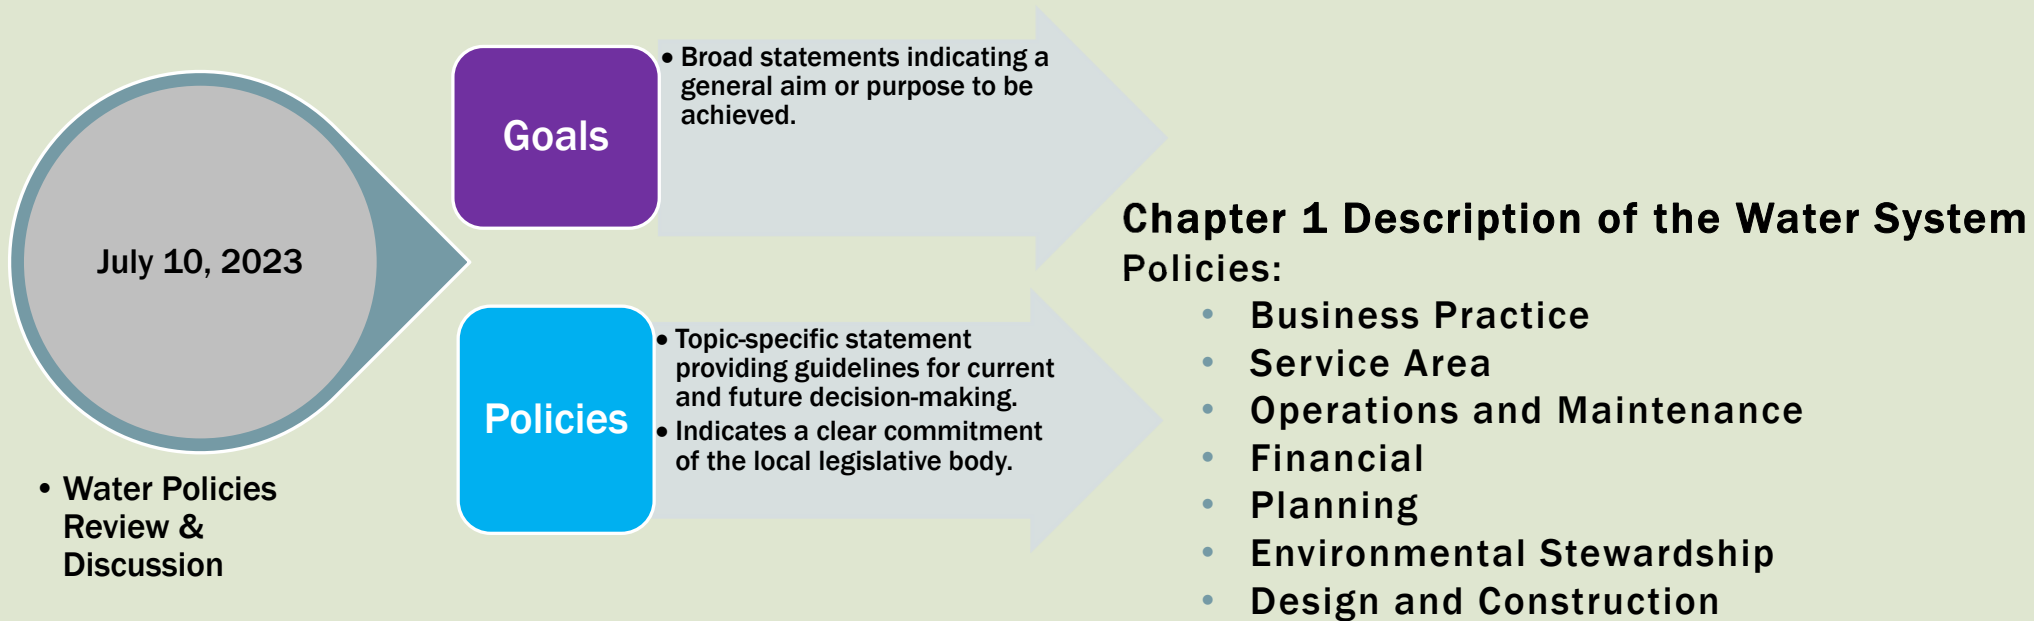 July 10, 2023
• Water Policies
Review &
Discussion
Goals
• Broad statements indicating a
general aim or purpose to be
achieved.
Policies
• Topic-specific statement
providing guidelines for current
and future decision-making.
• Indicates a clear commitment
of the local legislative body.
Chapter 1 Description of the Water System
Policies:
• Business Practice
• Service Area
• Operations and Maintenance
• Financial
• Planning
• Environmental Stewardship
• Design and Construction